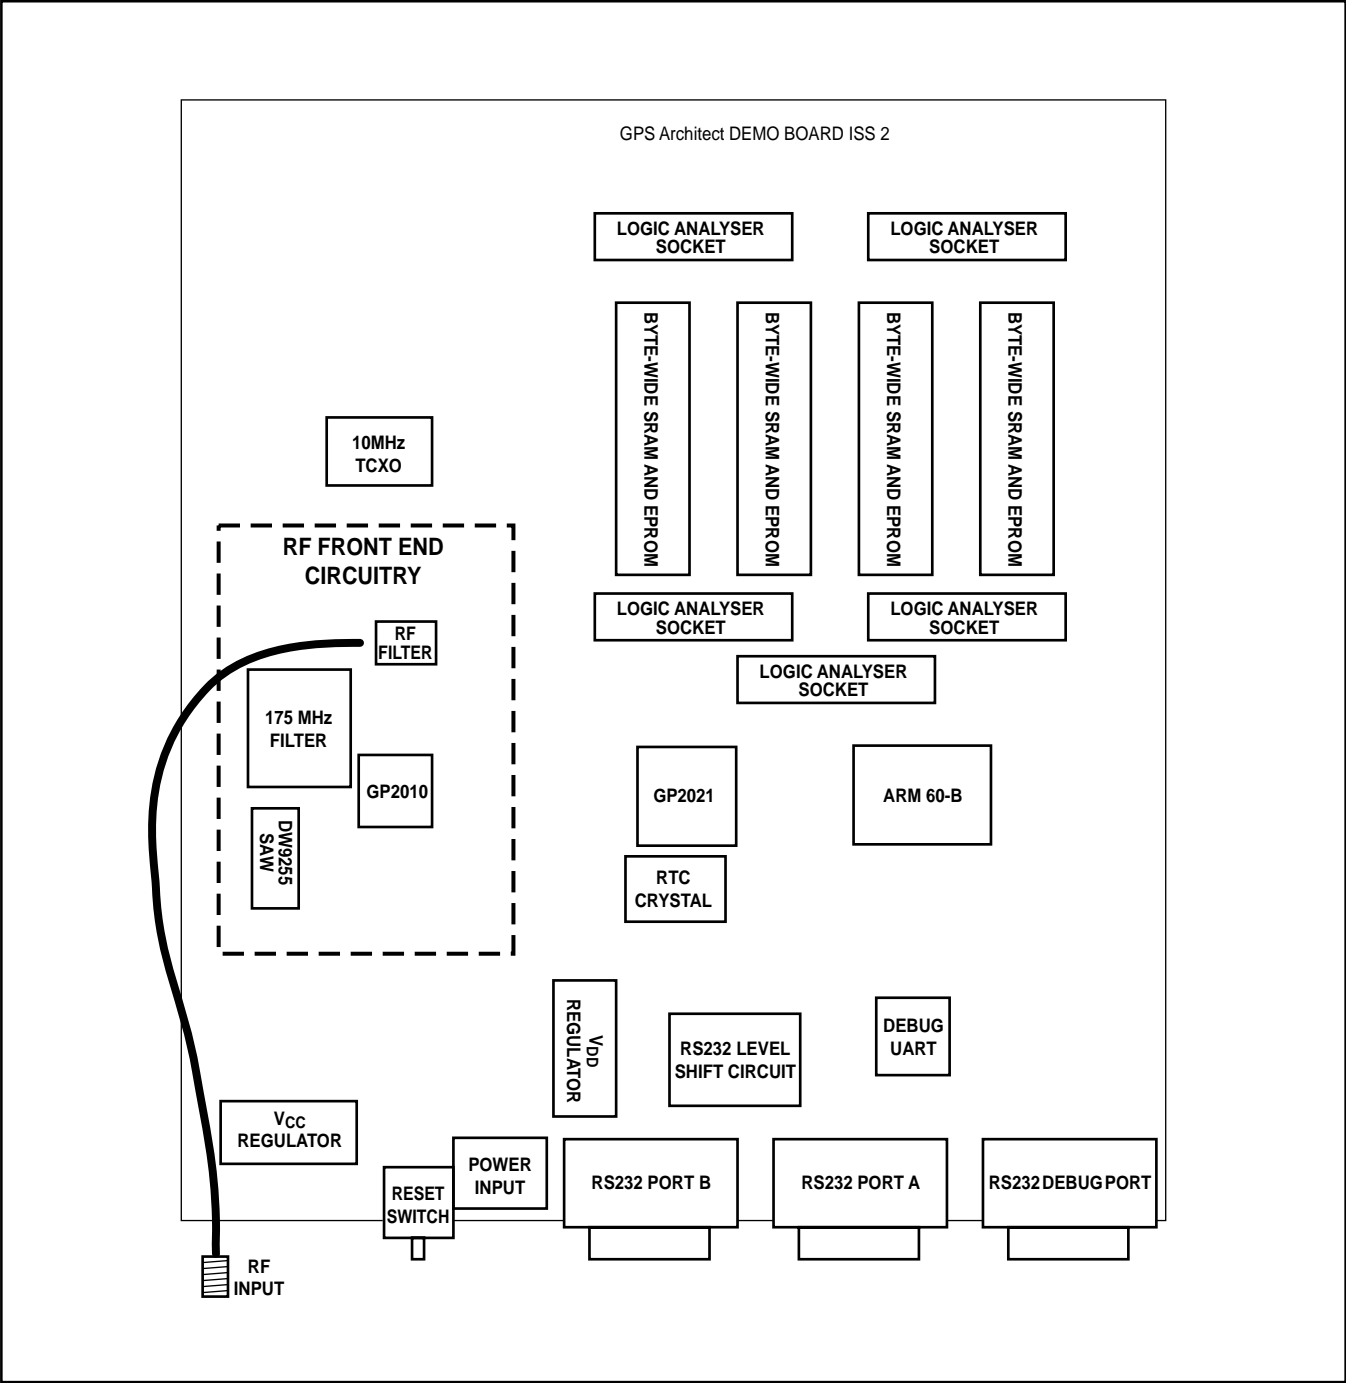 GPS Architect DEMO BOARD ISS 2
LOGIC ANALYSER
SOCKET
LOGIC ANALYSER
SOCKET
BYTE-WIDE SRAM AND EPROM
BYTE-WIDE SRAM AND EPROM
BYTE-WIDE SRAM AND EPROM
BYTE-WIDE SRAM AND EPROM
10MHz
TCXO
RF FRONT END
CIRCUITRY
RF
FILTER
175 MHz
FILTER
GP2010
DW9255
SAW
LOGIC ANALYSER
SOCKET
LOGIC ANALYSER
SOCKET
LOGIC ANALYSER
SOCKET
GP2021
ARM 60-B
RTC
CRYSTAL
VDD
REGULATOR
RS232 LEVEL
SHIFT CIRCUIT
DEBUG
UART
VCC
REGULATOR
RESET
SWITCH
POWER
INPUT
RS232 PORT B
RS232 PORT A
RS232 DEBUG PORT
RF
INPUT